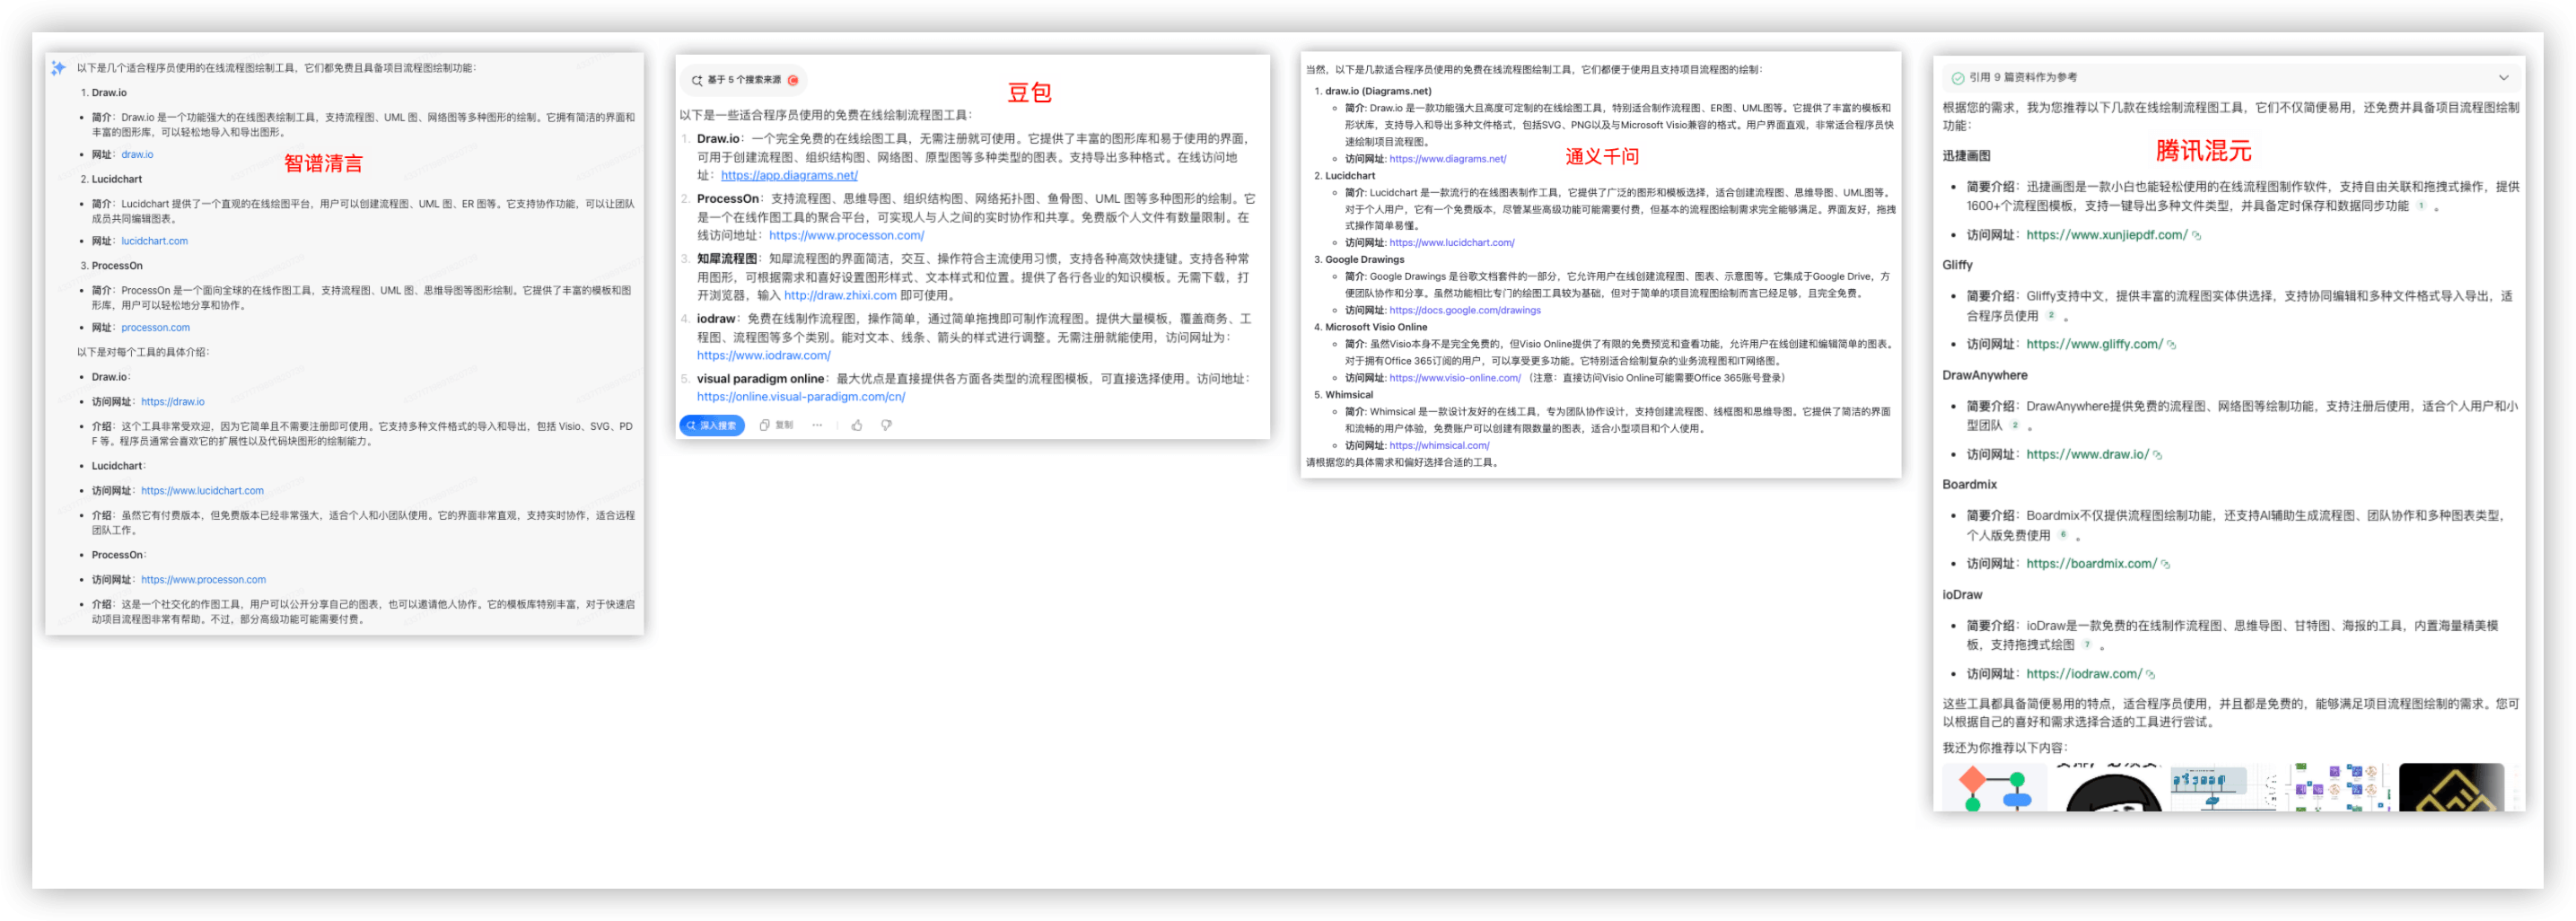 以下是几个适合程序员使用的在线流程图绘制工具，它们都免费且具备项目流程图绘制功能：
1. Draw.io
• 简介：Draw.io 是一个功能强大的在线图表绘制工具，支持流程图、UML 图、网络图等多种图形的绘制。它拥有简洁的界面和
丰富的图形库，可以轻松地导入和导出图形。
• 网址：draw.io
智谱清言
2. Lucidchart
• 简介：Lucidchart 提供了一个直观的在线绘图平台，用户可以创建流程图、UML 图、ER 图等。它支持协作功能，可以让团队
成员共同编辑图表。
• 网址：lucidchart.com
3. ProcessOn
• 简介：ProcessOn 是一个面向全球的在线作图工具，支持流程图、UML 图、思维导图等图形绘制。它提供了丰富的模板和图
形库，用户可以轻松地分享和协作。
• 网址：processon.com
以下是对每个工具的具体介绍：
• Draw.io：
• 访问网址：https://draw.io
• 介绍：这个工具非常受欢迎，因为它简单且不需要注册即可使用。它支持多种文件格式的导入和导出，包括 Visio、SVG、PD
F 等。程序员通常会喜欢它的扩展性以及代码块图形的绘制能力。
• Lucidchart：
• 访问网址：https://www.lucidchart.com
• 介绍：虽然它有付费版本，但免费版本已经非常强大，适合个人和小团队使用。它的界面非常直观，支持实时协作，适合远程
团队工作。
• ProcessOn：
• 访问网址：https://www.processon.com
• 介绍：这是一个社交化的作图工具，用户可以公开分享自己的图表，也可以邀请他人协作。它的模板库特别丰富，对于快速启
动项目流程图非常有帮助。不过，部分高级功能可能需要付费。
基于 5 个搜索来源
豆包
以下是一些适合程序员使用的免费在线绘制流程图工具：
1. Draw.io：一个完全免费的在线绘图工具，无需注册就可使用。它提供了丰富的图形库和易于使用的界面，
可用于创建流程图、组织结构图、网络图、原型图等多种类型的图表。支持导出多种格式。在线访问地
址：https://app.diagrams.net/
2. ProcessOn：支持流程图、思维导图、组织结构图、网络拓扑图、鱼骨图、UML 图等多种图形的绘制。它
是一个在线作图工具的聚合平台，可实现人与人之间的实时协作和共享。免费版个人文件有数量限制。在
线访问地址：https://www.processon.com/
3. 知犀流程图：知犀流程图的界面简洁，交互、操作符合主流使用习惯，支持各种高效快捷键。支持各种常
用图形，可根据需求和喜好设置图形样式、文本样式和位置。提供了各行各业的知识模板。无需下载，打
开浏览器，输入 http://draw.zhixi.com 即可使用。
4. iodraw：免费在线制作流程图，操作简单，通过简单拖拽即可制作流程图。提供大量模板，覆盖商务、工
程图、流程图等多个类别。能对文本、线条、箭头的样式进行调整。无需注册就能使用，访问网址为：
https://www.iodraw.com/
5. visual paradigm online：最大优点是直接提供各方面各类型的流程图模板，可直接选择使用。访问地址：
https://online.visual-paradigm.com/cn/
深入搜索 复制 ···
当然，以下是几款适合程序员使用的免费在线流程图绘制工具，它们都便于使用且支持项目流程图的绘制：
1. draw.io (Diagrams.net)
简介: Draw.io 是一款功能强大且高度可定制的在线绘图工具，特别适合制作流程图、ER图、UML图等。它提供了丰富的模板和
形状库，支持导入和导出多种文件格式，包括SVG、PNG以及与Microsoft Visio兼容的格式。用户界面直观，非常适合程序员快
速绘制项目流程图。
访问网址: https://www.diagrams.net/
通义千问
2. Lucidchart
简介: Lucidchart 是一款流行的在线图表制作工具，它提供了广泛的图形和模板选择，适合创建流程图、思维导图、UML图等。
对于个人用户，它有一个免费版本，尽管某些高级功能可能需要付费，但基本的流程图绘制需求完全能够满足。界面友好，拖拽
式操作简单易懂。
访问网址: https://www.lucidchart.com/
3. Google Drawings
简介: Google Drawings 是谷歌文档套件的一部分，它允许用户在线创建流程图、图表、示意图等。它集成于Google Drive，方
便团队协作和分享。虽然功能相比专门的绘图工具较为基础，但对于简单的项目流程图绘制而言已经足够，且完全免费。
访问网址: https://docs.google.com/drawings
4. Microsoft Visio Online
简介: 虽然Visio本身不是完全免费的，但Visio Online提供了有限的免费预览和查看功能，允许用户在线创建和编辑简单的图表。
对于拥有Office 365订阅的用户，可以享受更多功能。它特别适合绘制复杂的业务流程图和IT网络图。
访问网址: https://www.visio-online.com/ （注意：直接访问Visio Online可能需要Office 365账号登录）
5. Whimsical
简介: Whimsical 是一款设计友好的在线工具，专为团队协作设计，支持创建流程图、线框图和思维导图。它提供了简洁的界面
和流畅的用户体验，免费账户可以创建有限数量的图表，适合小型项目和个人使用。
访问网址: https://whimsical.com/
请根据您的具体需求和偏好选择合适的工具。
引用 9 篇资料作为参考
根据您的需求，我为您推荐以下几款在线绘制流程图工具，它们不仅简便易用，还免费并具备项目流程图绘制
功能：
腾讯混元
迅捷画图
• 简要介绍：迅捷画图是一款小白也能轻松使用的在线流程图制作软件，支持自由关联和拖拽式操作，提供
1600+个流程图模板，支持一键导出多种文件类型，并具备定时保存和数据同步功能 1 。
• 访问网址：https://www.xunjiepdf.com/
Gliffy
• 简要介绍：Gliffy支持中文，提供丰富的流程图实体供选择，支持协同编辑和多种文件格式导入导出，适
合程序员使用 2 。
• 访问网址：https://www.gliffy.com/
DrawAnywhere
• 简要介绍：DrawAnywhere提供免费的流程图、网络图等绘制功能，支持注册后使用，适合个人用户和小
型团队 2 。
• 访问网址：https://www.draw.io/
Boardmix
• 简要介绍：Boardmix不仅提供流程图绘制功能，还支持AI辅助生成流程图、团队协作和多种图表类型，
个人版免费使用 6 。
• 访问网址：https://boardmix.com/
ioDraw
• 简要介绍：ioDraw是一款免费的在线制作流程图、思维导图、甘特图、海报的工具，内置海量精美模
板，支持拖拽式绘图 7 。
• 访问网址：https://iodraw.com/
这些工具都具备简便易用的特点，适合程序员使用，并且都是免费的，能够满足项目流程图绘制的需求。您可
以根据自己的喜好和需求选择合适的工具进行尝试。
我还为你推荐以下内容：